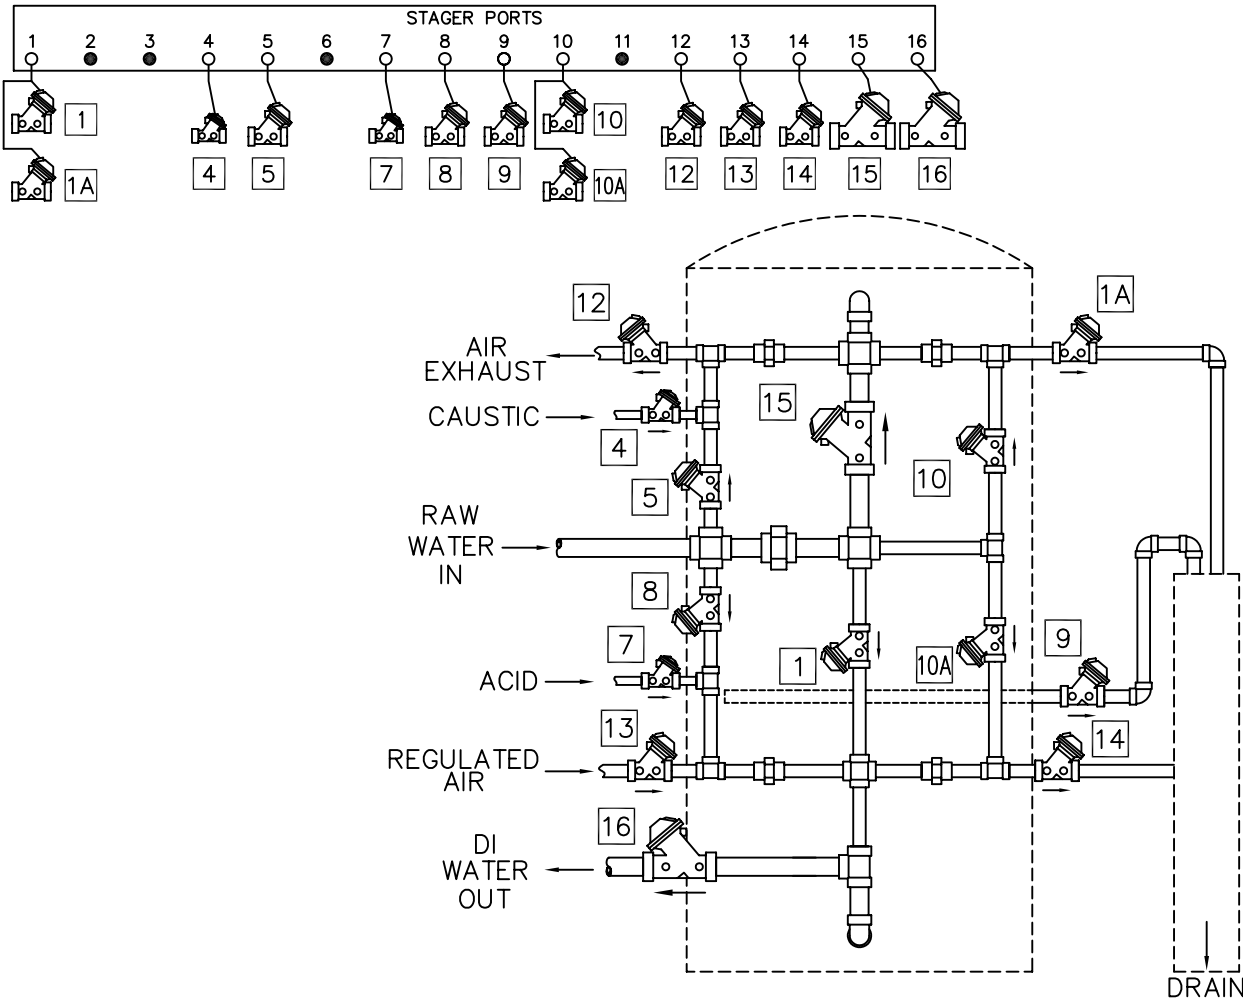 STAGER PORTS
1 2 3 4 5 6 7 8 9 10 11 12 13 14 15 16
1 10
1A 4 5 7 8 9 10A 12 13 14 15 16
12 1A
AIR
EXHAUST
15
CAUSTIC
4
10
5
RAW
WATER
IN
8
7 1 10A 9
ACID
13 14
REGULATED
AIR
16
DI
WATER
OUT
DRAIN